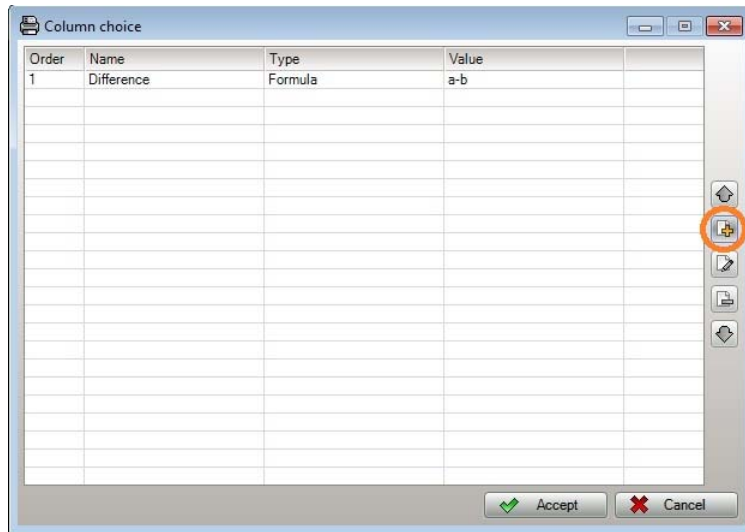 Column choice
Order Name Type Value
1 Difference Formula a-b
Accept Cancel